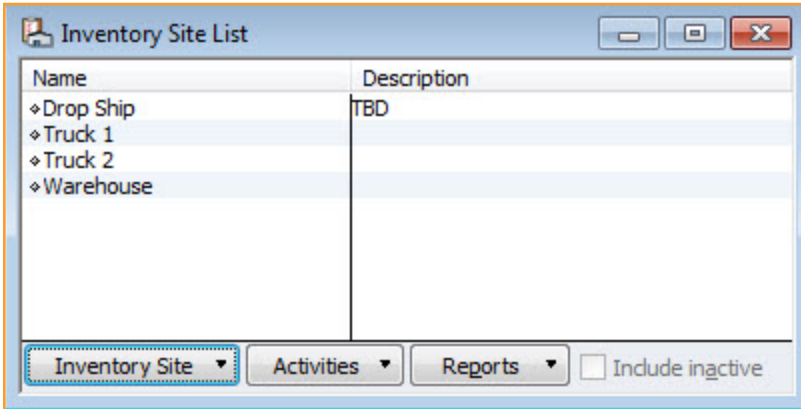 Inventory Site List
Name Description
Drop Ship TBD
Truck 1
Truck 2
Warehouse
Inventory Site Activities Reports Include inactive